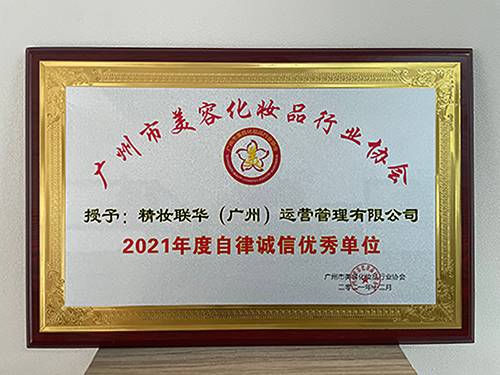 广州市美容化妆品行业协会
授予：精妆联华（广州）运营管理有限公司
2021年度自律诚信优秀单位
广州市美容化妆品行业协会
二零二一年十二月